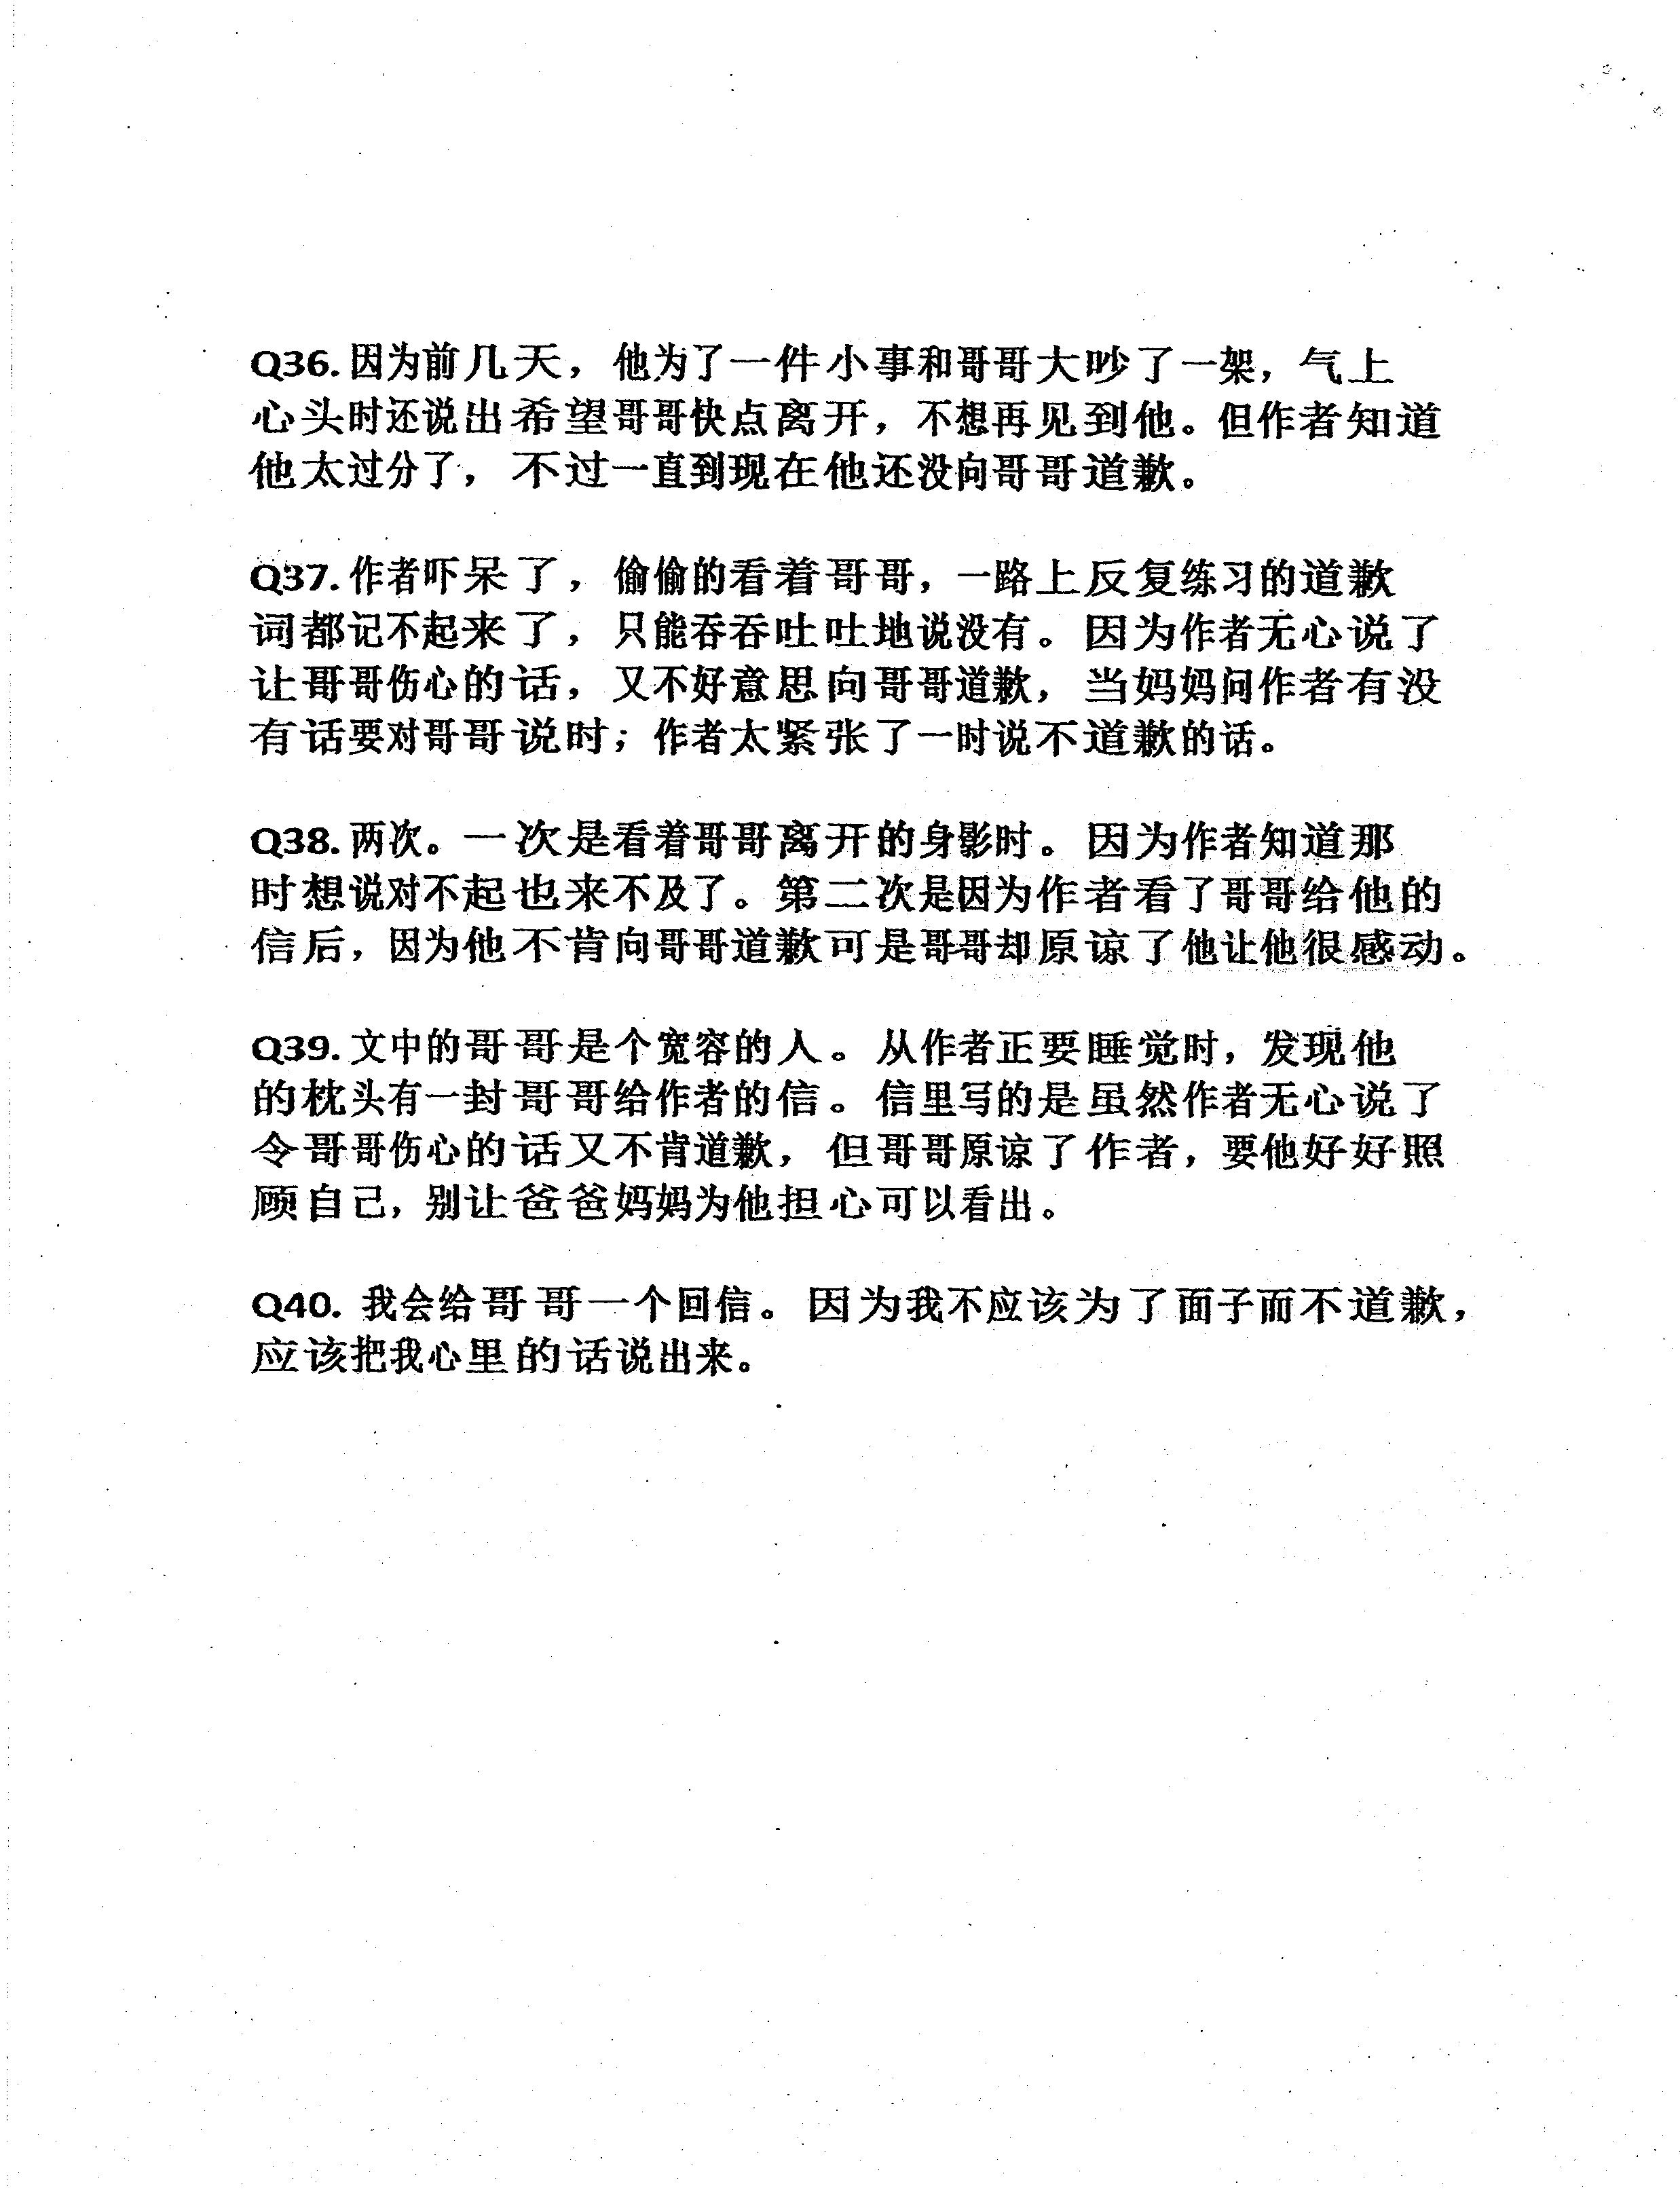 Q36.因为前几天，他为了一件小事和哥哥大吵了一架，气上
心头时还说出希望哥哥快点离开，不想再见到他。但作者知道
他太过分了，不过一直到现在他还没向哥哥道歉。
Q37.作者吓呆了，偷偷的看着哥哥，一路上反复练习的道歉
词都记不起来了，只能吞吞吐吐地说没有。因为作者无心说了
让哥哥伤心的话，又不好意思向哥哥道歉，当妈妈问作者有没
有话要对哥哥说时；作者太紧张了一时说不道歉的话。
Q38.两次。一次是看着哥哥离开的身影时。因为作者知道那
时想说对不起也来不及了。第二次是因为作者看了哥哥给他的
信后，因为他不肯向哥哥道歉可是哥哥却原谅了他让他很感动。
Q39.文中的哥哥是个宽容的人。从作者正要睡觉时，发现他
的枕头有一封哥哥给作者的信。信里写的是虽然作者无心说了
令哥哥伤心的话又不肯道歉，但哥哥原谅了作者，要他好好照
顾自己，别让爸爸妈妈为他担心可以看出。
Q40. 我会给哥哥一个回信。因为我不应该为了面子而不道歉，
应该把我心里的话说出来。